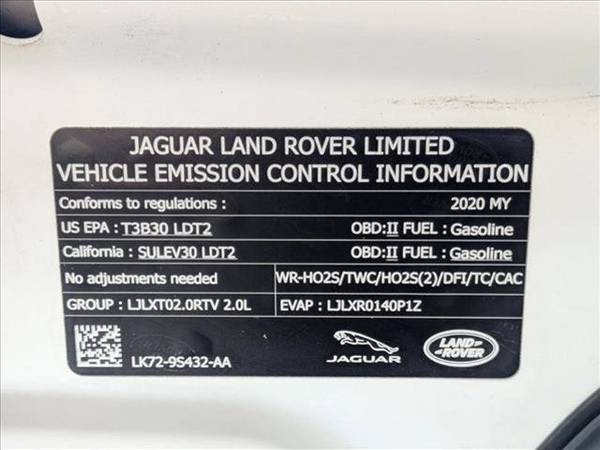 JAGUAR LAND ROVER LIMITED
VEHICLE EMISSION CONTROL INFORMATION
Conforms to regulations : 2020 MY
US EPA : T3B30 LDT2 OBD:II FUEL : Gasoline
California : SULEV30 LDT2 OBD:II FUEL : Gasoline
No adjustments needed WR-HO2S/TWC/HO2S(2)/DFI/TC/CAC
GROUP : LJLXT02.0RTV 2.0L EVAP : LJLXR0140P1Z
LK72-9S432-AA
JAGUAR
LAND-
ROVER